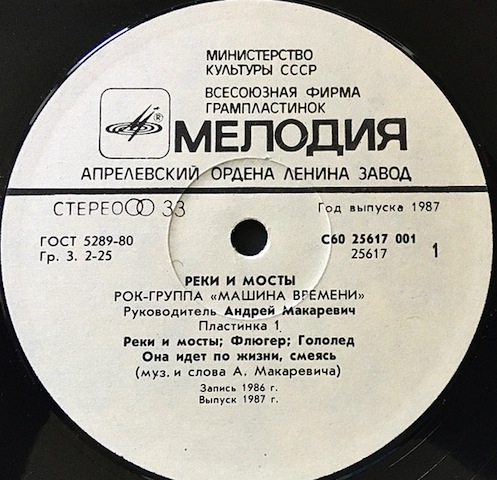 МИНИСТЕРСТВО
КУЛЬТУРЫ СССР
ВСЕСОЮЗНАЯ ФИРМА
ГРАМПЛАСТИНОК
®
МЕЛОДИЯ
АПРЕЛЕВСКИЙ ОРДЕНА ЛЕНИНА ЗАВОД
СТЕРЕО 33
Год выпуска 1987
ГОСТ 5289-80
Гр. 3. 2-25
С60 25617 001
25617
1
РЕКИ И МОСТЫ
РОК-ГРУППА «МАШИНА ВРЕМЕНИ»
Руководитель Андрей Макаревич
Пластинка 1
Реки и мосты; Флюгер; Гололед
Она идет по жизни, смеясь
(муз. и слова А. Макаревича)
Запись 1986 г.
Выпуск 1987 г.